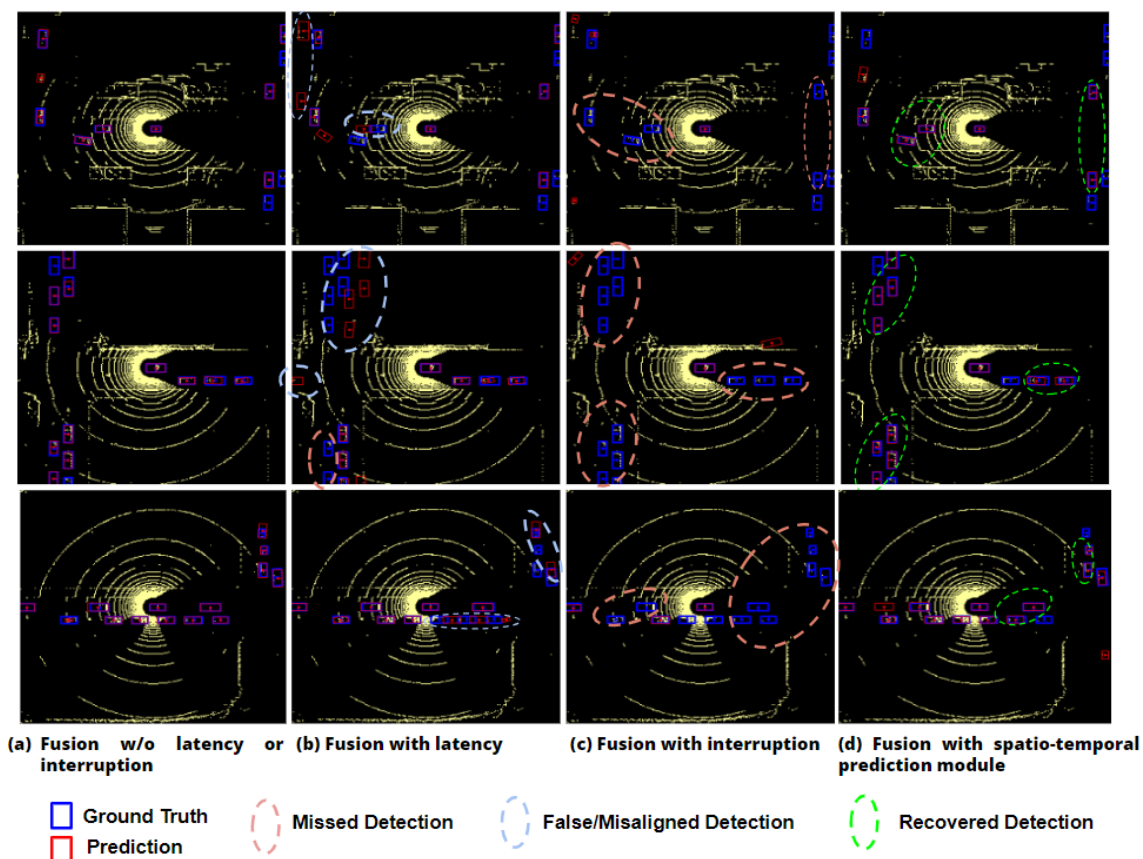 (a) Fusion w/o latency or
interruption
(b) Fusion with latency
(c) Fusion with interruption
(d) Fusion with spatio-temporal
prediction module
Ground Truth
Prediction
Missed Detection
False/Misaligned Detection
Recovered Detection